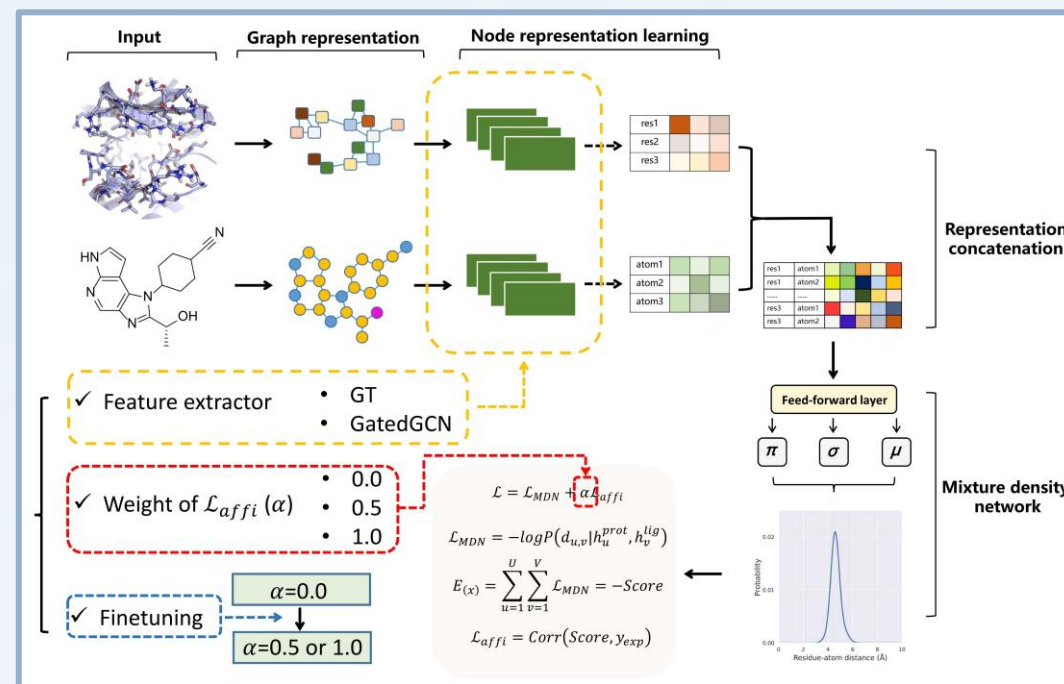 Input
Graph representation
Node representation learning
res1
res2
res3
HN
N
N
N
N
OH
atom1
atom2
atom3
Representation
concatenation
res1 atom1
res1 atom2
..... .....
res3 atom1
res3 atom2
Feed-forward layer
π σ μ
Mixture density
network
✓ Feature extractor
• GT
• GatedGCN
✓ Weight of ℒ_affi (α)
• 0.0
• 0.5
• 1.0
✓ Finetuning
α=0.0
α=0.5 or 1.0
ℒ = ℒ_MDN + αℒ_affi
ℒ_MDN = −logP(d_{u,v}|h_u^{prot}, h_v^{lig})
E_(x) = ∑_{u=1}^{U} ∑_{v=1}^{V} ℒ_MDN = −Score
ℒ_affi = Corr(Score, y_exp)
Probability
0.02
0.01
0.00
0 2 4 6 8 10
Residue-atom distance (Å)